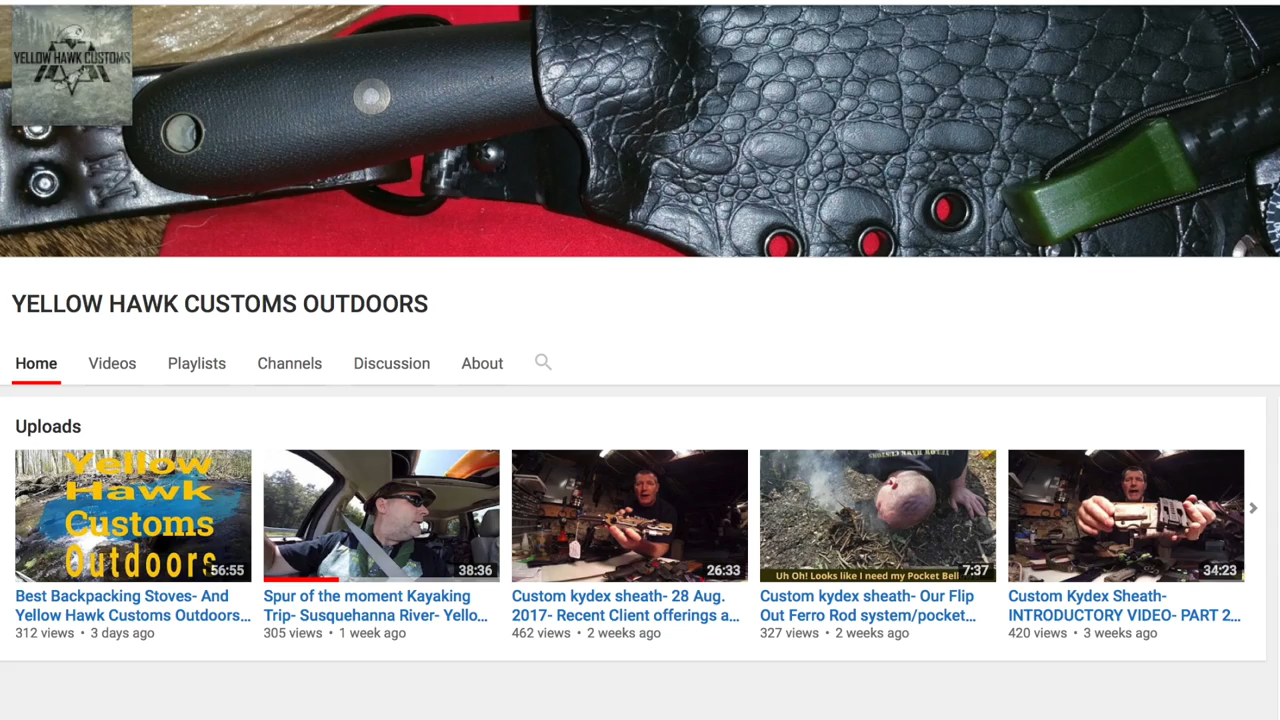 YELLOW HAWK CUSTOMS
YELLOW HAWK CUSTOMS OUTDOORS
Home Videos Playlists Channels Discussion About
Uploads
Yellow
Hawk
Customs
Outdoors
56:55
38:36
26:33
Uh Oh! Looks like I need my Pocket Bell
7:37
34:23
Best Backpacking Stoves- And
Yellow Hawk Customs Outdoors...
312 views • 3 days ago
Spur of the moment Kayaking
Trip- Susquehanna River- Yello...
305 views • 1 week ago
Custom kydex sheath- 28 Aug.
2017- Recent Client offerings a...
462 views • 2 weeks ago
Custom kydex sheath- Our Flip
Out Ferro Rod system/pocket...
327 views • 2 weeks ago
Custom Kydex Sheath-
INTRODUCTORY VIDEO- PART 2...
420 views • 3 weeks ago